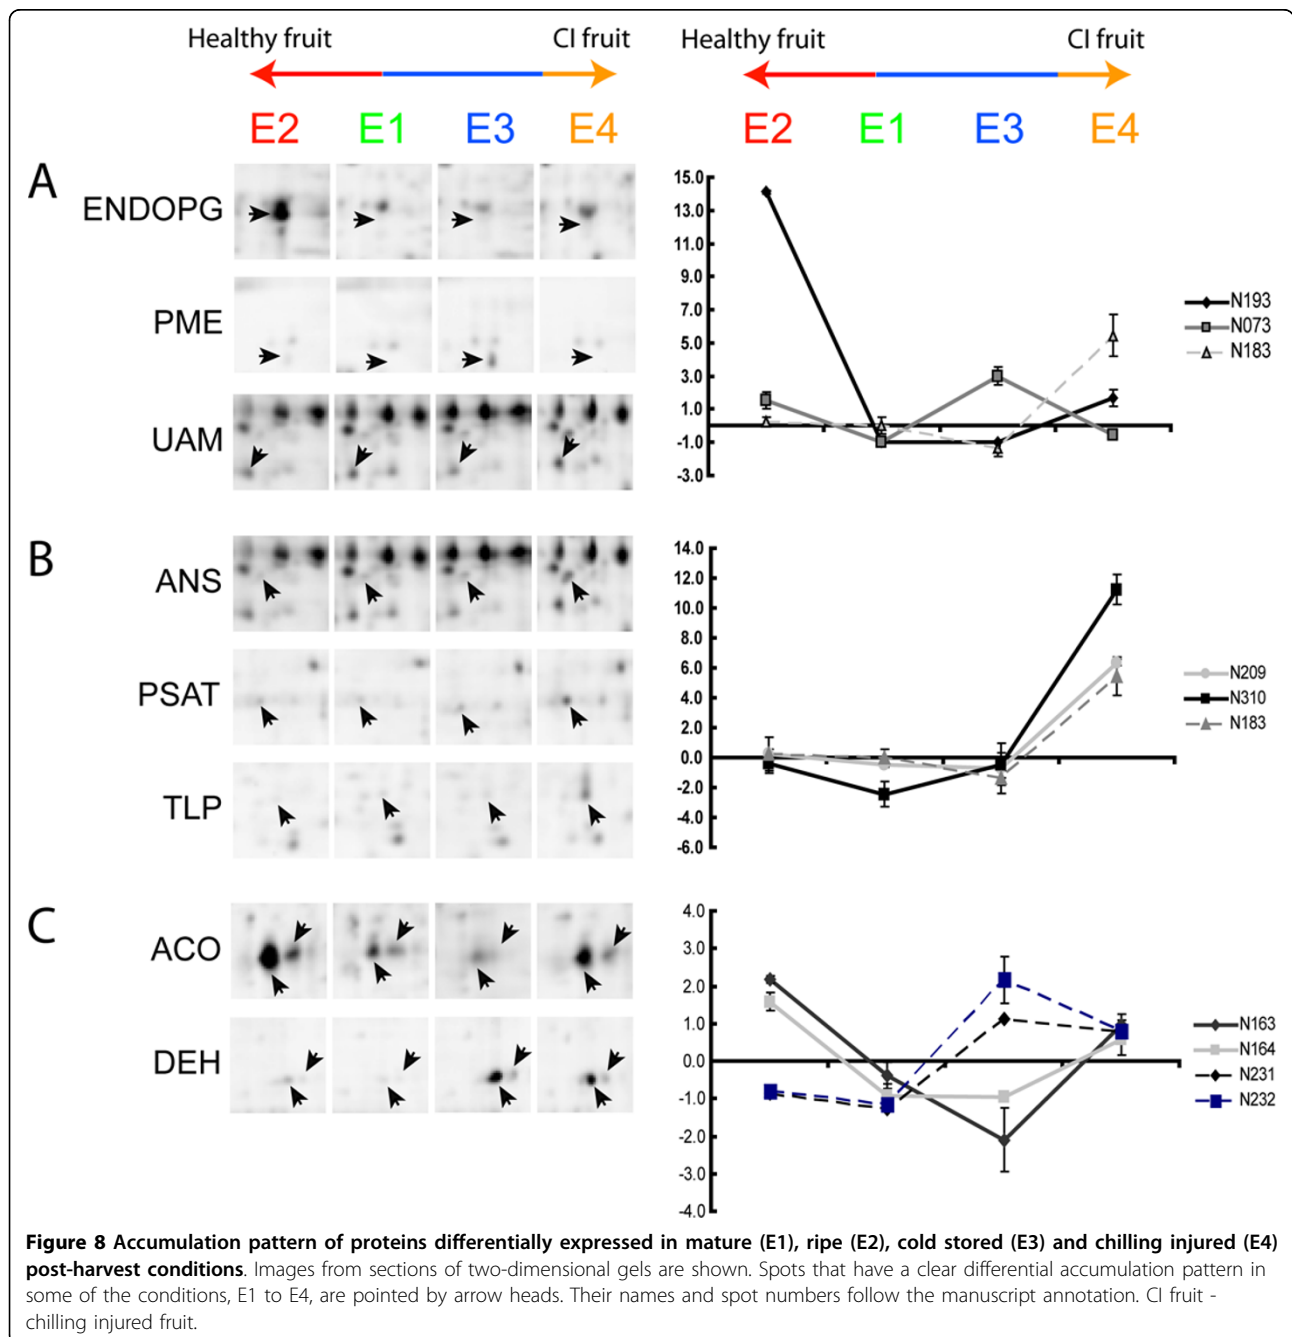 Healthy fruit CI fruit Healthy fruit CI fruit
E2 E1 E3 E4 E2 E1 E3 E4
A
ENDOPG
PME
UAM
15.0
13.0
11.0
9.0
7.0
5.0
3.0
1.0
-1.0
-3.0
N193
N073
N183
B
ANS
PSAT
TLP
14.0
12.0
10.0
8.0
6.0
4.0
2.0
0.0
-2.0
-4.0
-6.0
N209
N310
N183
C
ACO
DEH
4.0
3.0
2.0
1.0
0.0
-1.0
-2.0
-3.0
-4.0
N163
N164
N231
N232
Figure 8 Accumulation pattern of proteins differentially expressed in mature (E1), ripe (E2), cold stored (E3) and chilling injured (E4)
post-harvest conditions. Images from sections of two-dimensional gels are shown. Spots that have a clear differential accumulation pattern in
some of the conditions, E1 to E4, are pointed by arrow heads. Their names and spot numbers follow the manuscript annotation. CI fruit -
chilling injured fruit.